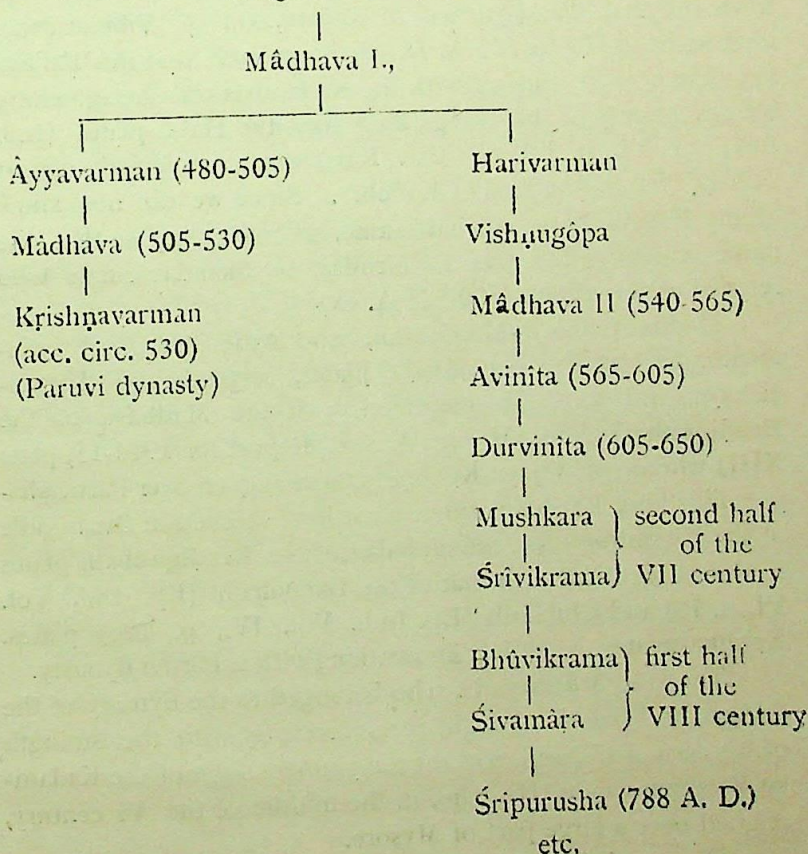 Mâdhava I.,
Âyyavarman (480-505)
Mâdhava (505-530)
Kṛishṇavarman
(acc. circ. 530)
(Paruvi dynasty)
Harivarman
Vishṇugôpa
Mâdhava II (540-565)
Avinîta (565-605)
Durvinîta (605-650)
Mushkara } second half
of the
Śrîvikrama } VII century
Bhûvikrama } first half
of the
Śivamâra } VIII century
Śrîpurusha (788 A. D.)
etc.